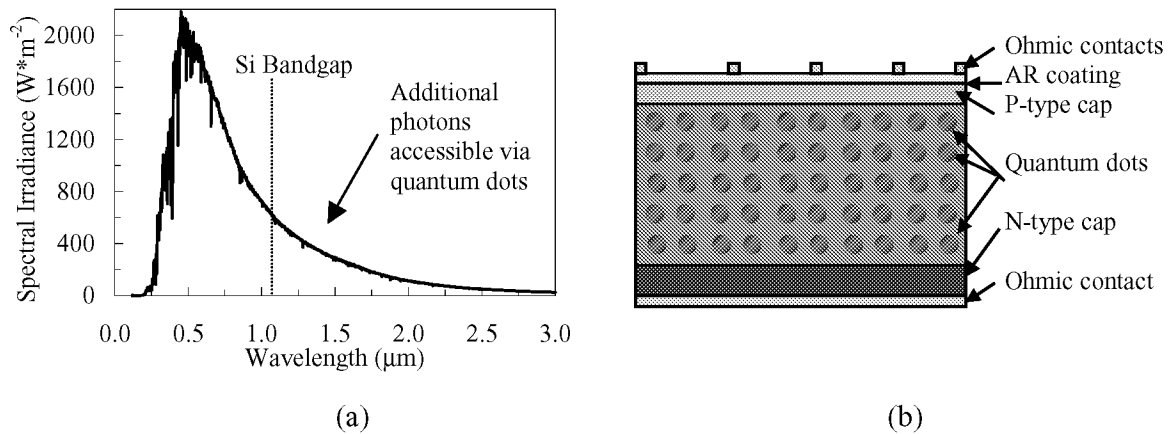 2000
1600
1200
800
400
0
Spectral Irradiance (W*m-2)
Si Bandgap
Additional
photons
accessible via
quantum dots
0.0 0.5 1.0 1.5 2.0 2.5 3.0
Wavelength (µm)
(a)
Ohmic contacts
AR coating
P-type cap
Quantum dots
N-type cap
Ohmic contact
(b)